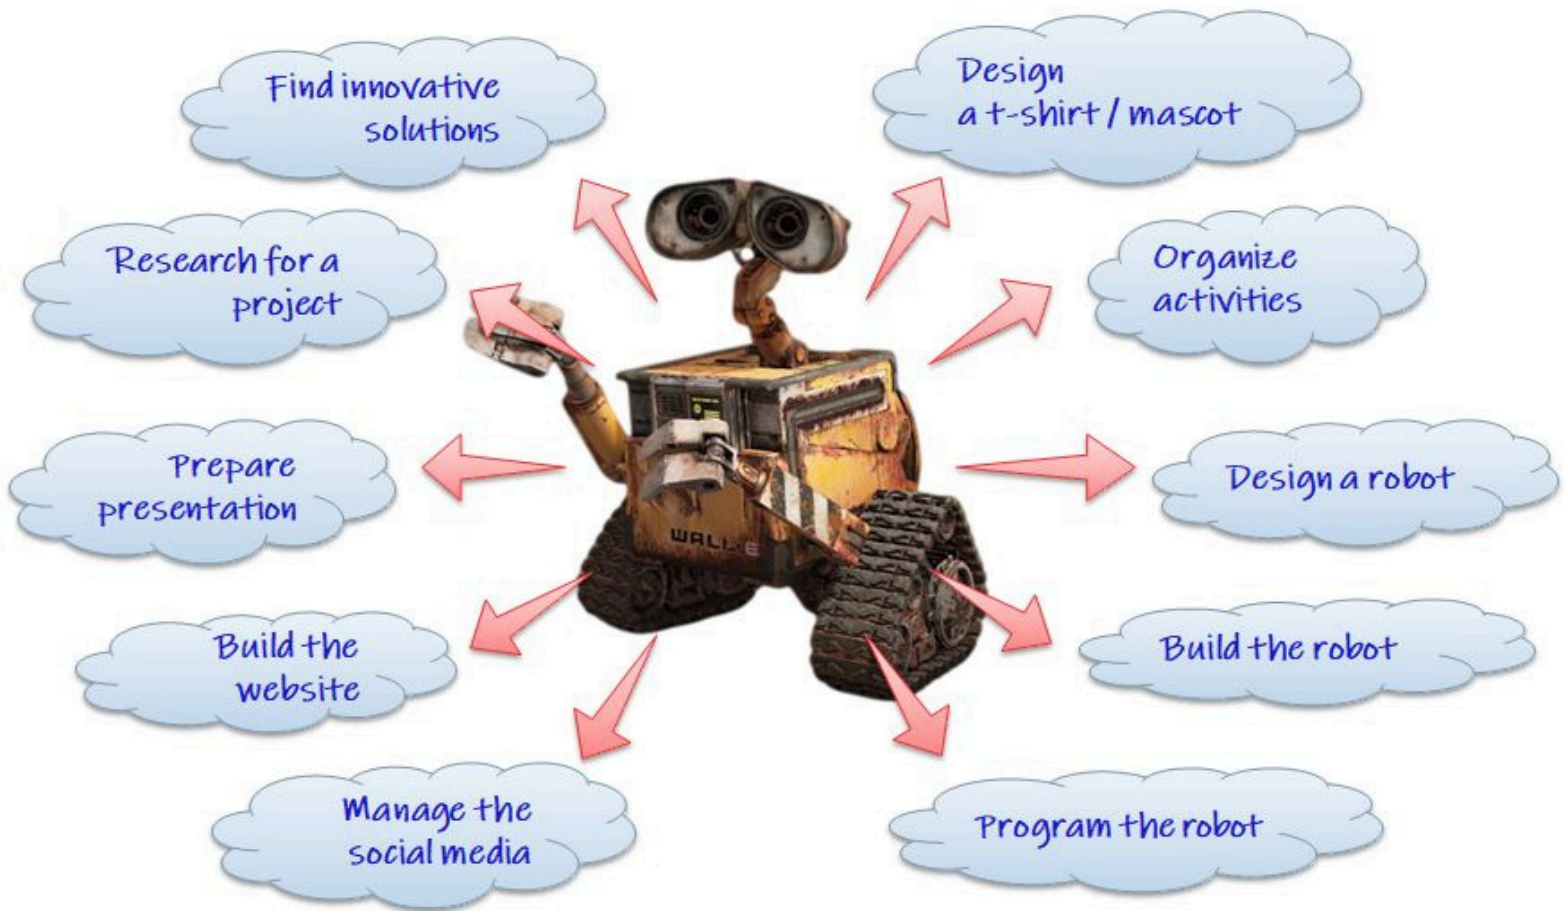 Find innovative
solutions
Design
a t-shirt / mascot
Research for a
project
Organize
activities
Prepare
presentation
Design a robot
WALL·E
Build the
website
Build the robot
Manage the
social media
Program the robot